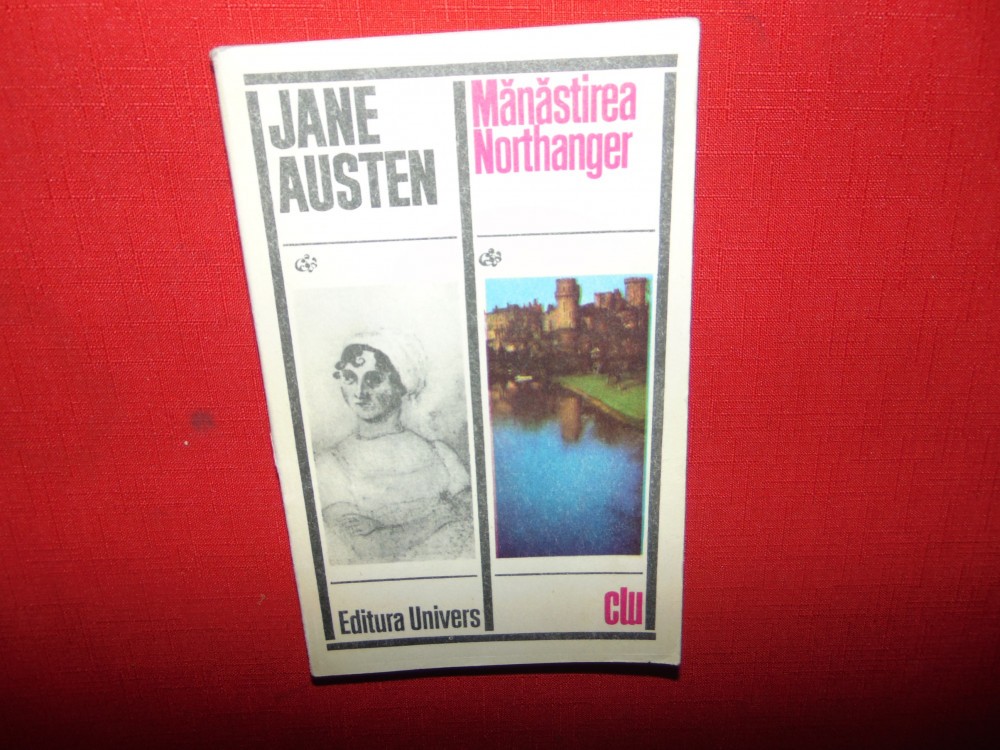 JANE
AUSTEN
Mănăstirea
Northanger
Editura Univers
clu